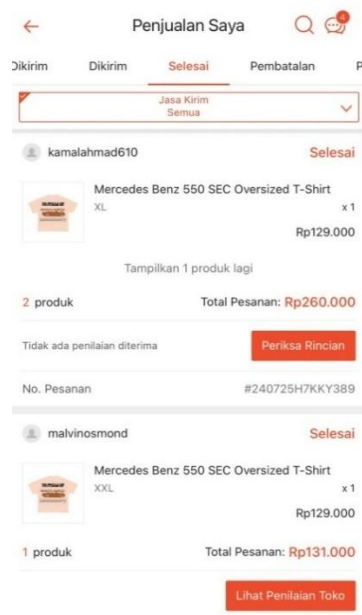 Penjualan Saya
4
Dikirim
Dikirim
Selesai
Pembatalan
P
Jasa Kirim
Semua
kamalahmad610
Selesai
Mercedes Benz 550 SEC Oversized T-Shirt
XL
x 1
Rp129.000
Tampilkan 1 produk lagi
2 produk
Total Pesanan: Rp260.000
Tidak ada penilaian diterima
Periksa Rincian
No. Pesanan
#240725H7KKY389
malvinosmond
Selesai
Mercedes Benz 550 SEC Oversized T-Shirt
XXL
x 1
Rp129.000
1 produk
Total Pesanan: Rp131.000
Lihat Penilaian Toko